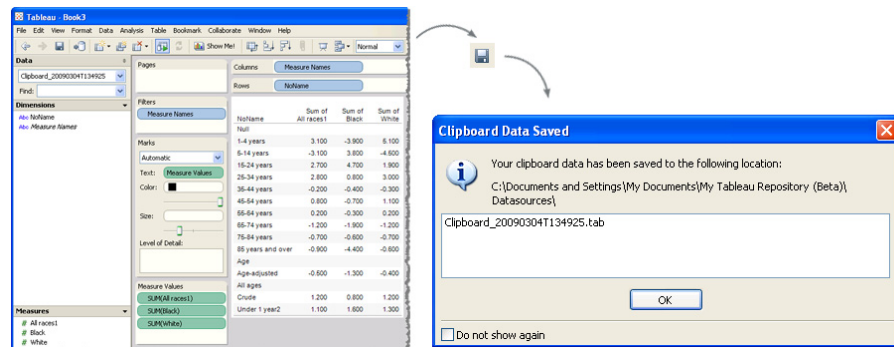 Tableau - Book3
File Edit View Format Data Analysis Table Bookmark Collaborate Window Help
Show Me!
Normal
Data
Clipboard_20090304T134925
Find:
Dimensions
Abc NoName
Abc Measure Names
Measures
# All races1
# Black
# White
Pages
Filters
Measure Names
Marks
Automatic
Text: Measure Values
Color:
Size:
Level of Detail:
Measure Values
SUM(All races1)
SUM(Black)
SUM(White)
Columns Measure Names
Rows NoName
NoName Sum of All races1 Sum of Black Sum of White
Null
1-4 years 3.100 -3.900 5.100
5-14 years -3.100 3.800 -4.500
15-24 years 2.700 4.700 1.900
25-34 years 2.800 0.800 3.000
35-44 years -0.200 -0.400 -0.300
45-54 years 0.800 -0.700 1.100
55-64 years 0.200 -0.300 0.200
65-74 years -1.200 -1.900 -1.200
75-84 years -0.700 -0.600 -0.700
85 years and over -0.900 -4.400 -0.600
Age
Age-adjusted -0.500 -1.300 -0.400
All ages
Crude 1.200 0.800 1.200
Under 1 year2 1.100 1.600 1.300
Clipboard Data Saved
Your clipboard data has been saved to the following location:
C:\Documents and Settings\My Documents\My Tableau Repository (Beta)\
Datasources\
Clipboard_20090304T134925.tab
OK
Do not show again